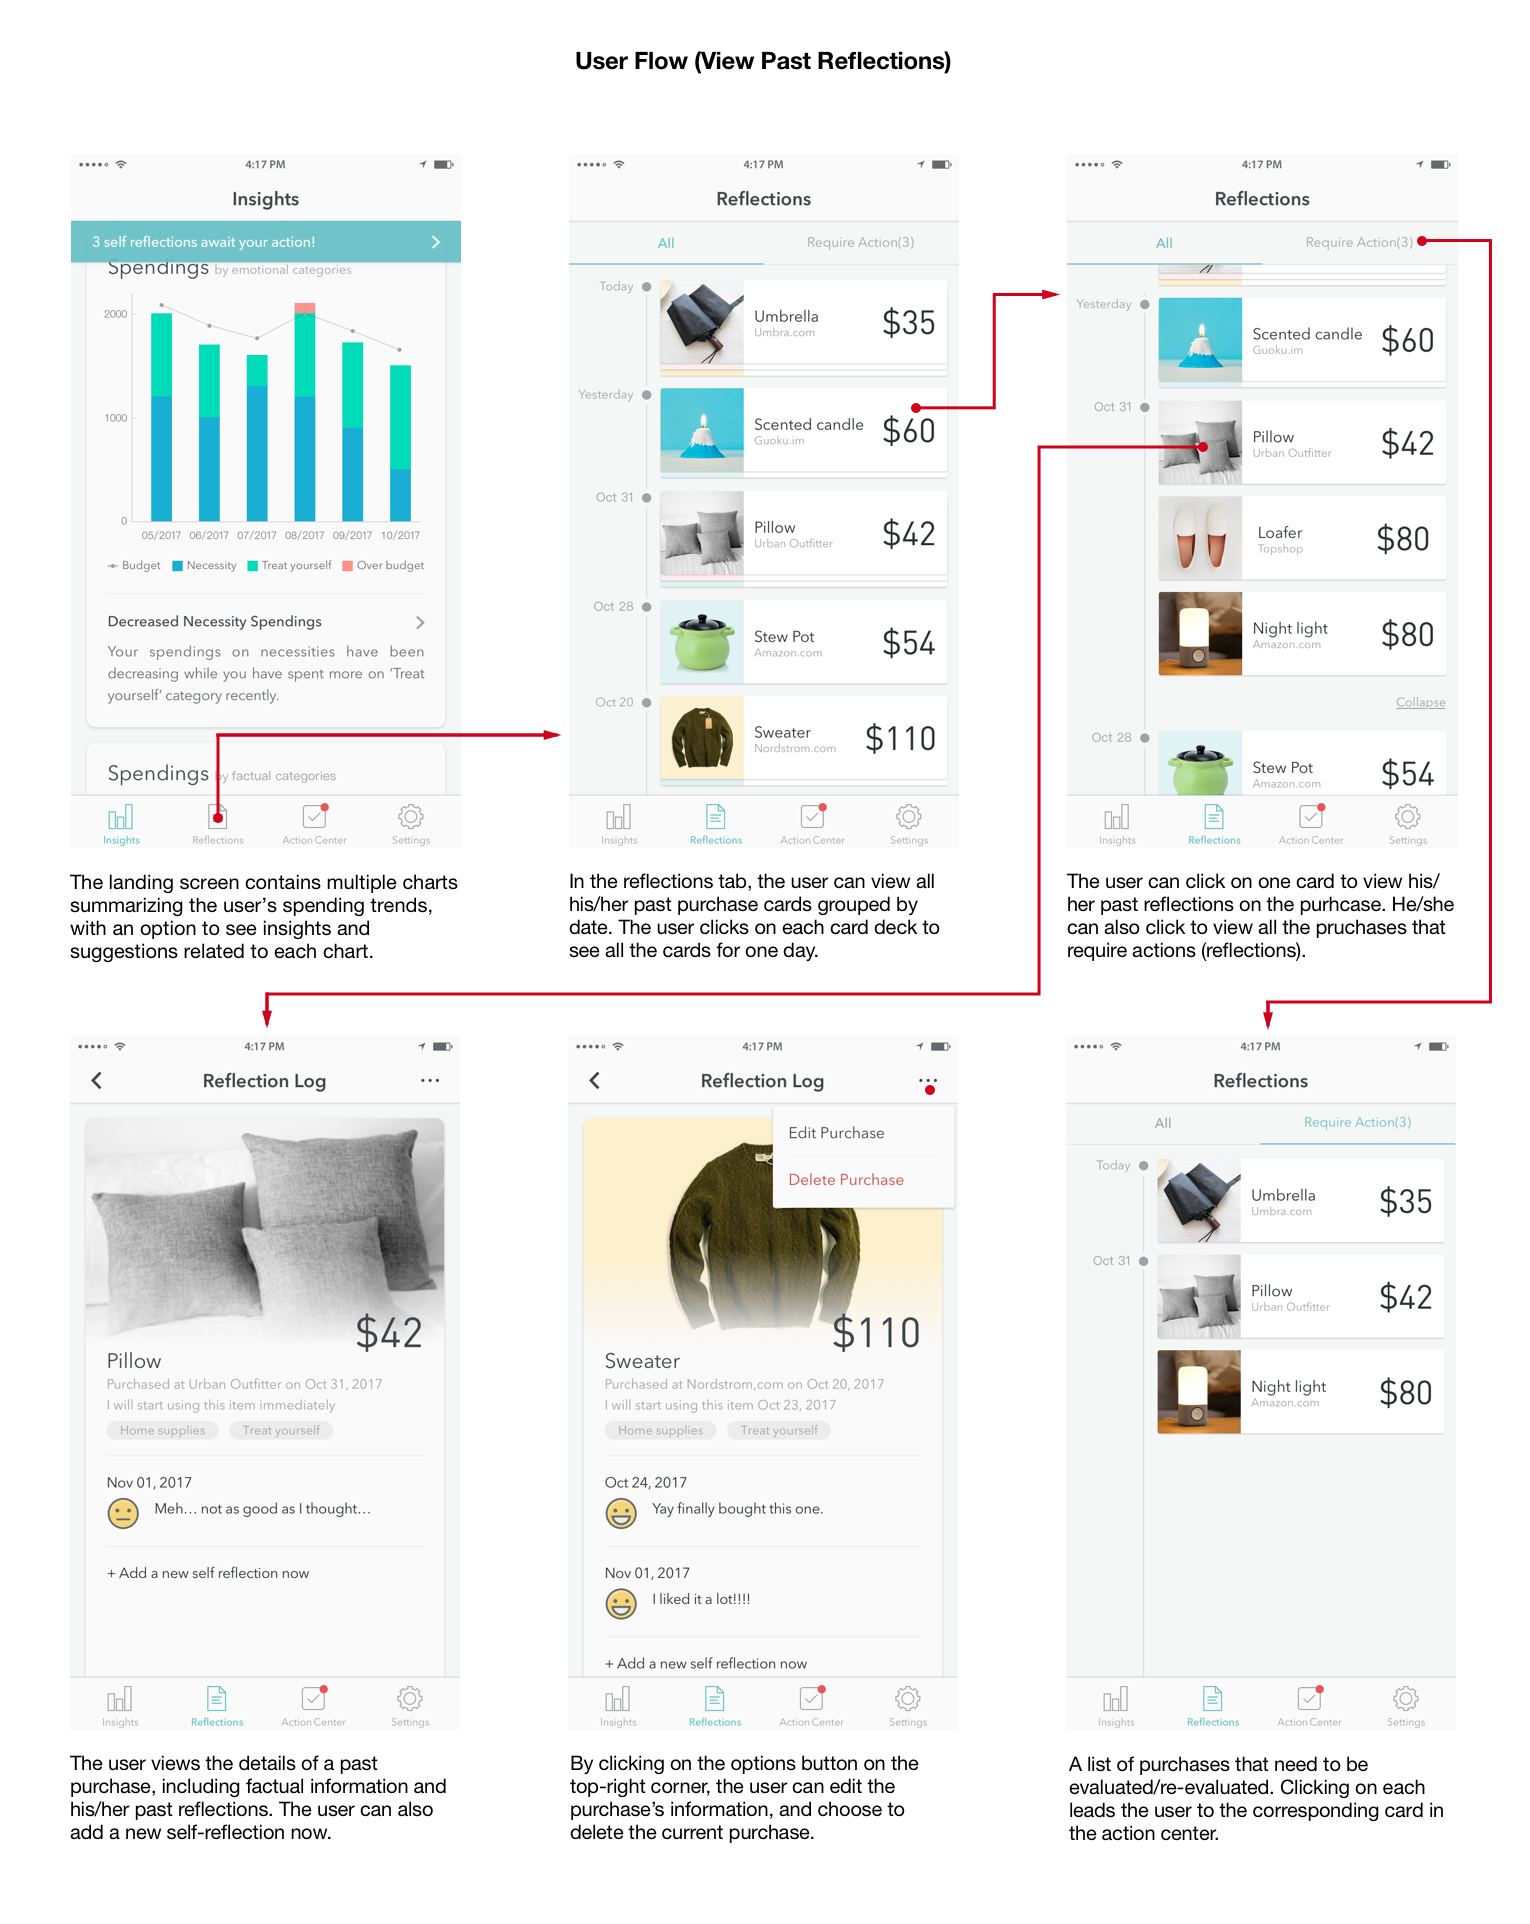 User Flow (View Past Reflections)
4:17 PM
Insights
3 self reflections await your action!
Spendings by emotional categories
2000
1000
0
05/2017 06/2017 07/2017 08/2017 09/2017 10/2017
Budget Necessity Treat yourself Over budget
Decreased Necessity Spendings
Your spendings on necessities have been
decreasing while you have spent more on ‘Treat
yourself’ category recently.
Spendings by factual categories
Insights Reflections Action Center Settings
The landing screen contains multiple charts
summarizing the user’s spending trends,
with an option to see insights and
suggestions related to each chart.
4:17 PM
Reflections
All Require Action(3)
Today
Umbrella
Umbra.com
$35
Yesterday
Scented candle
Guoku.im
$60
Oct 31
Pillow
Urban Outfitter
$42
Oct 28
Stew Pot
Amazon.com
$54
Oct 20
Sweater
Nordstrom.com
$110
Insights Reflections Action Center Settings
In the reflections tab, the user can view all
his/her past purchase cards grouped by
date. The user clicks on each card deck to
see all the cards for one day.
4:17 PM
Reflections
All Require Action(3)
Yesterday
Scented candle
Guoku.im
$60
Oct 31
Pillow
Urban Outfitter
$42
Loafer
Topshop
$80
Night light
Amazon.com
$80
Collapse
Oct 28
Stew Pot
Amazon.com
$54
Insights Reflections Action Center Settings
The user can click on one card to view his/
her past reflections on the purhcase. He/she
can also click to view all the pruchases that
require actions (reflections).
4:17 PM
Reflection Log
$42
Pillow
Purchased at Urban Outfitter on Oct 31, 2017
I will start using this item immediately
Home supplies Treat yourself
Nov 01, 2017
Meh… not as good as I thought…
+ Add a new self reflection now
Insights Reflections Action Center Settings
The user views the details of a past
purchase, including factual information and
his/her past reflections. The user can also
add a new self-reflection now.
4:17 PM
Reflection Log
Edit Purchase
Delete Purchase
$110
Sweater
Purchased at Nordstrom,com on Oct 20, 2017
I will start using this item Oct 23, 2017
Home supplies Treat yourself
Oct 24, 2017
Yay finally bought this one.
Nov 01, 2017
I liked it a lot!!!!
+ Add a new self reflection now
Insights Reflections Action Center Settings
By clicking on the options button on the
top-right corner, the user can edit the
purchase’s information, and choose to
delete the current purchase.
4:17 PM
Reflections
All Require Action(3)
Today
Umbrella
Umbra.com
$35
Oct 31
Pillow
Urban Outfitter
$42
Night light
Amazon.com
$80
Insights Reflections Action Center Settings
A list of purchases that need to be
evaluated/re-evaluated. Clicking on each
leads the user to the corresponding card in
the action center.